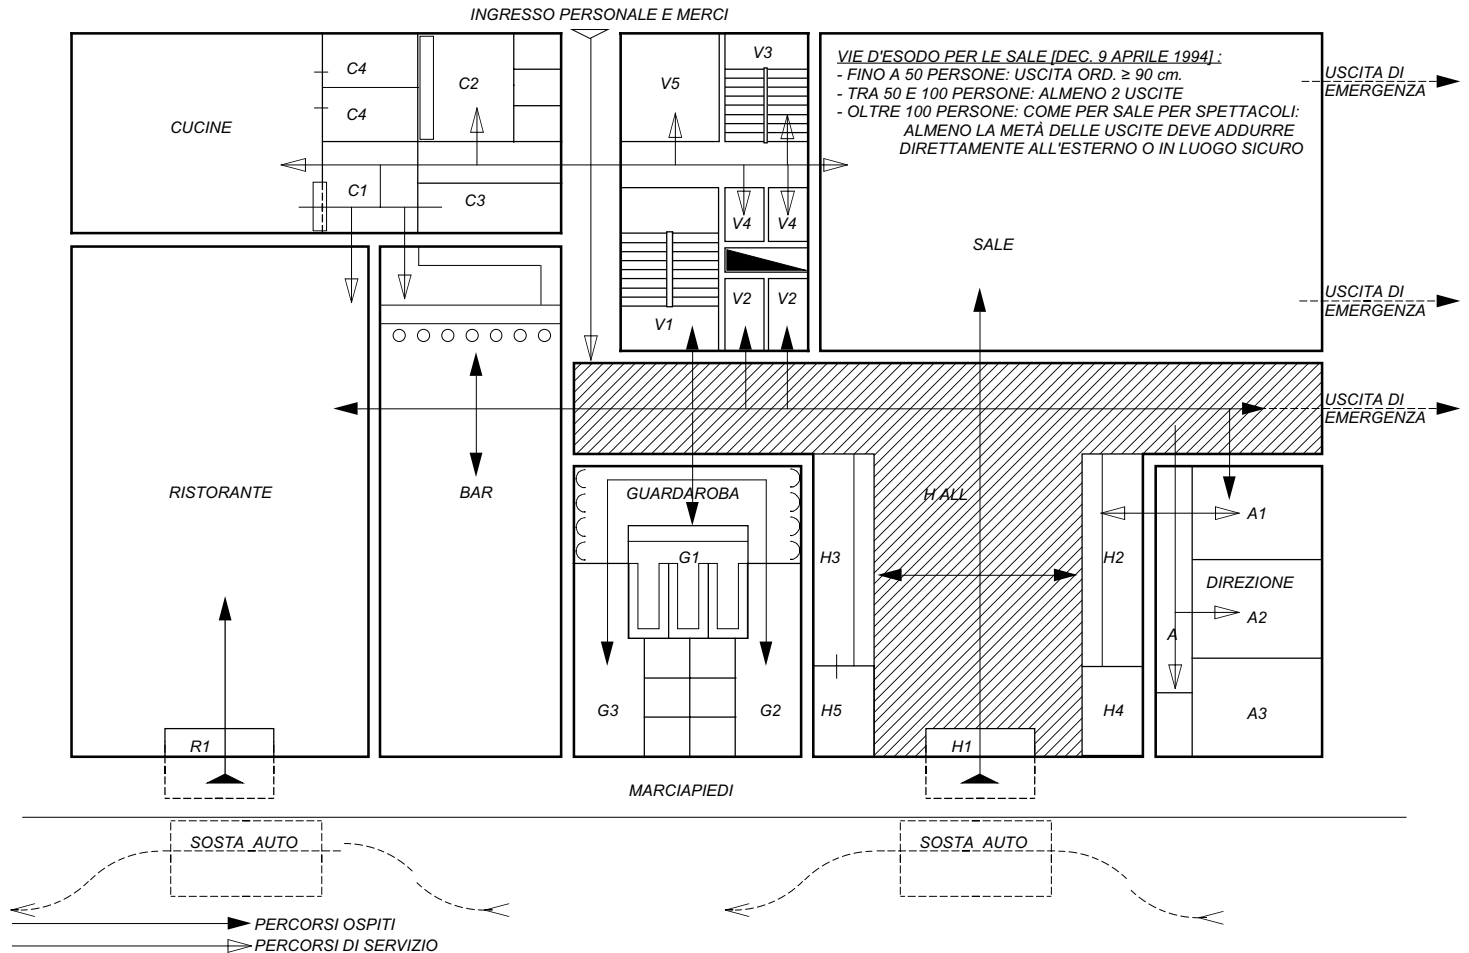 INGRESSO PERSONALE E MERCI
VIE D'ESODO PER LE SALE [DEC. 9 APRILE 1994] :
- FINO A 50 PERSONE: USCITA ORD. ≥ 90 cm.
- TRA 50 E 100 PERSONE: ALMENO 2 USCITE
- OLTRE 100 PERSONE: COME PER SALE PER SPETTACOLI:
ALMENO LA METÀ DELLE USCITE DEVE ADDURRE
DIRETTAMENTE ALL'ESTERNO O IN LUOGO SICURO
USCITA DI
EMERGENZA
C4
C2
V5
V3
C4
CUCINE
C1
C3
V4
V4
SALE
V2
V2
V1
USCITA DI
EMERGENZA
USCITA DI
EMERGENZA
RISTORANTE
BAR
GUARDAROBA
HALL
A1
G1
H3
H2
DIREZIONE
A2
A
G3
G2
H5
H4
A3
R1
H1
MARCIAPIEDI
SOSTA AUTO
SOSTA AUTO
PERCORSI OSPITI
PERCORSI DI SERVIZIO